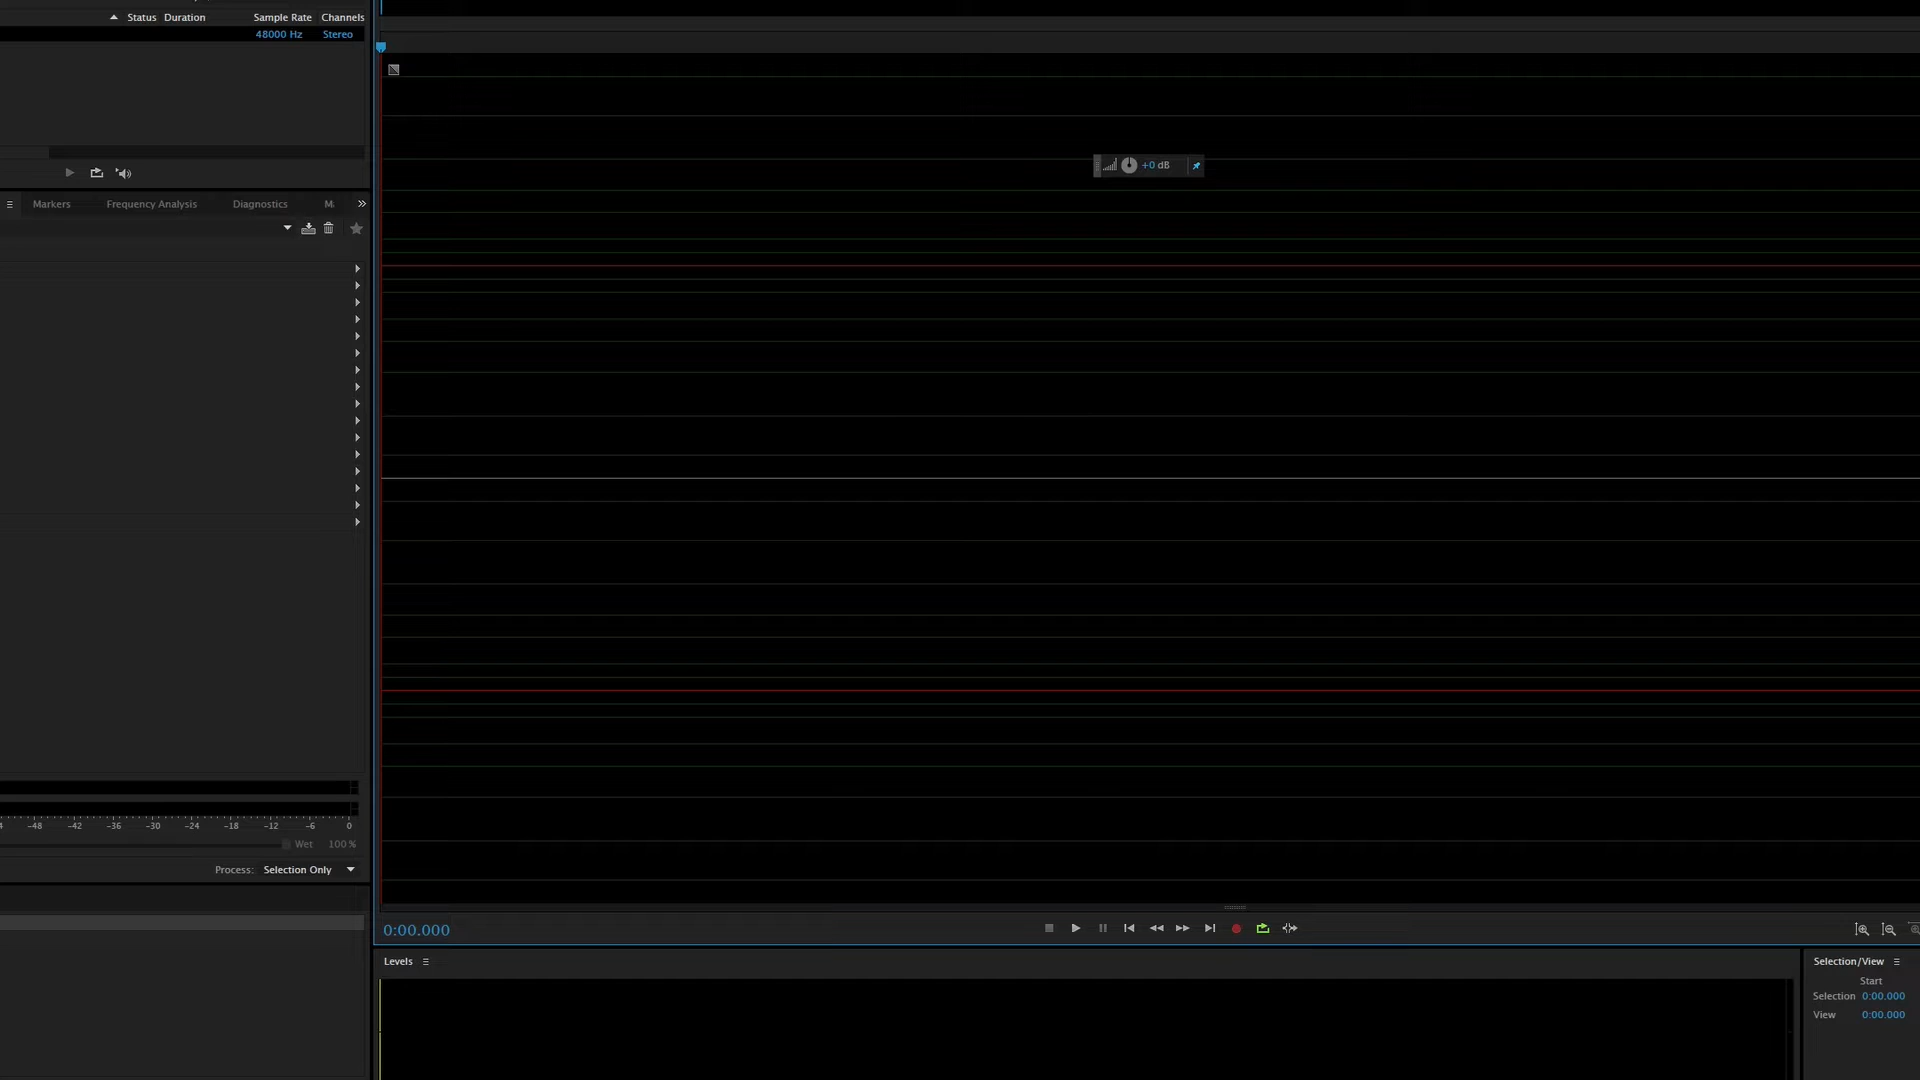 Status Duration Sample Rate Channels
48000 Hz Stereo
+0 dB
Markers Frequency Analysis Diagnostics
-48 -42 -36 -30 -24 -18 -12 -6 0
Wet 100 %
Process: Selection Only
0:00.000
Levels
Selection/View
Start
Selection 0:00.000
View 0:00.000